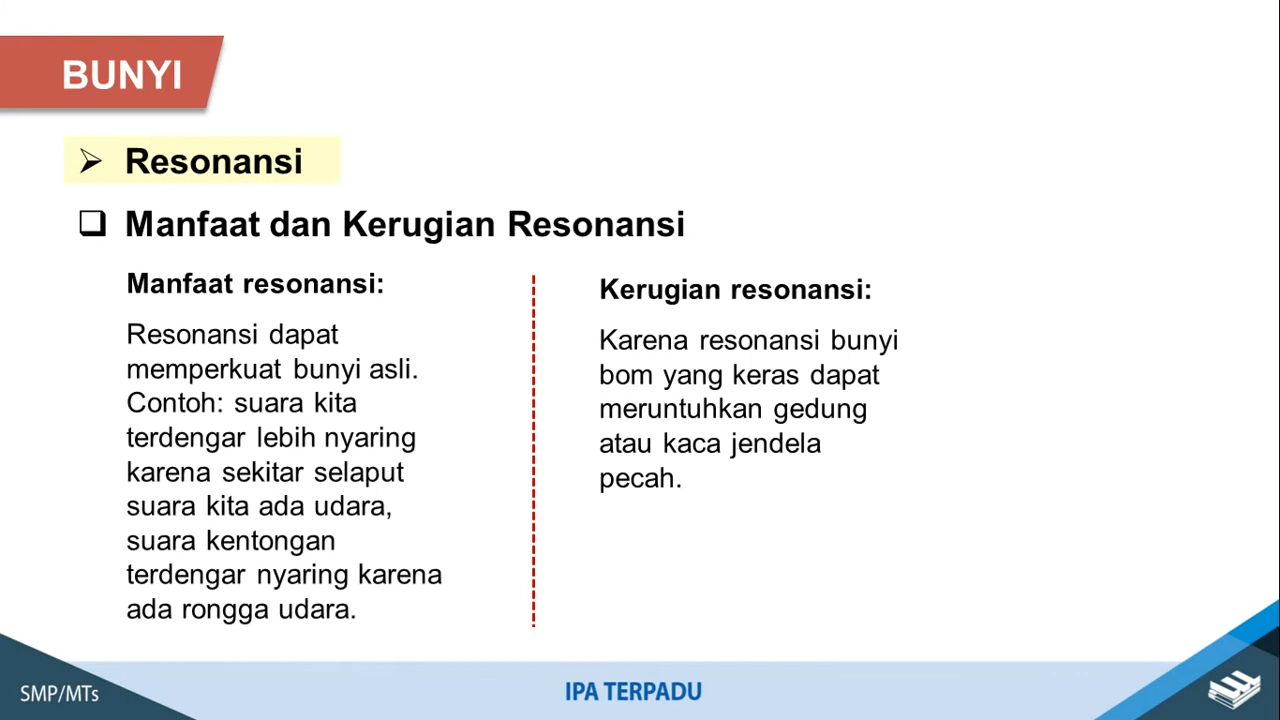 BUNYI
Resonansi
Manfaat dan Kerugian Resonansi
Manfaat resonansi:
Resonansi dapat
memperkuat bunyi asli.
Contoh: suara kita
terdengar lebih nyaring
karena sekitar selaput
suara kita ada udara,
suara kentongan
terdengar nyaring karena
ada rongga udara.
Kerugian resonansi:
Karena resonansi bunyi
bom yang keras dapat
meruntuhkan gedung
atau kaca jendela
pecah.
SMP/MTs
IPA TERPADU